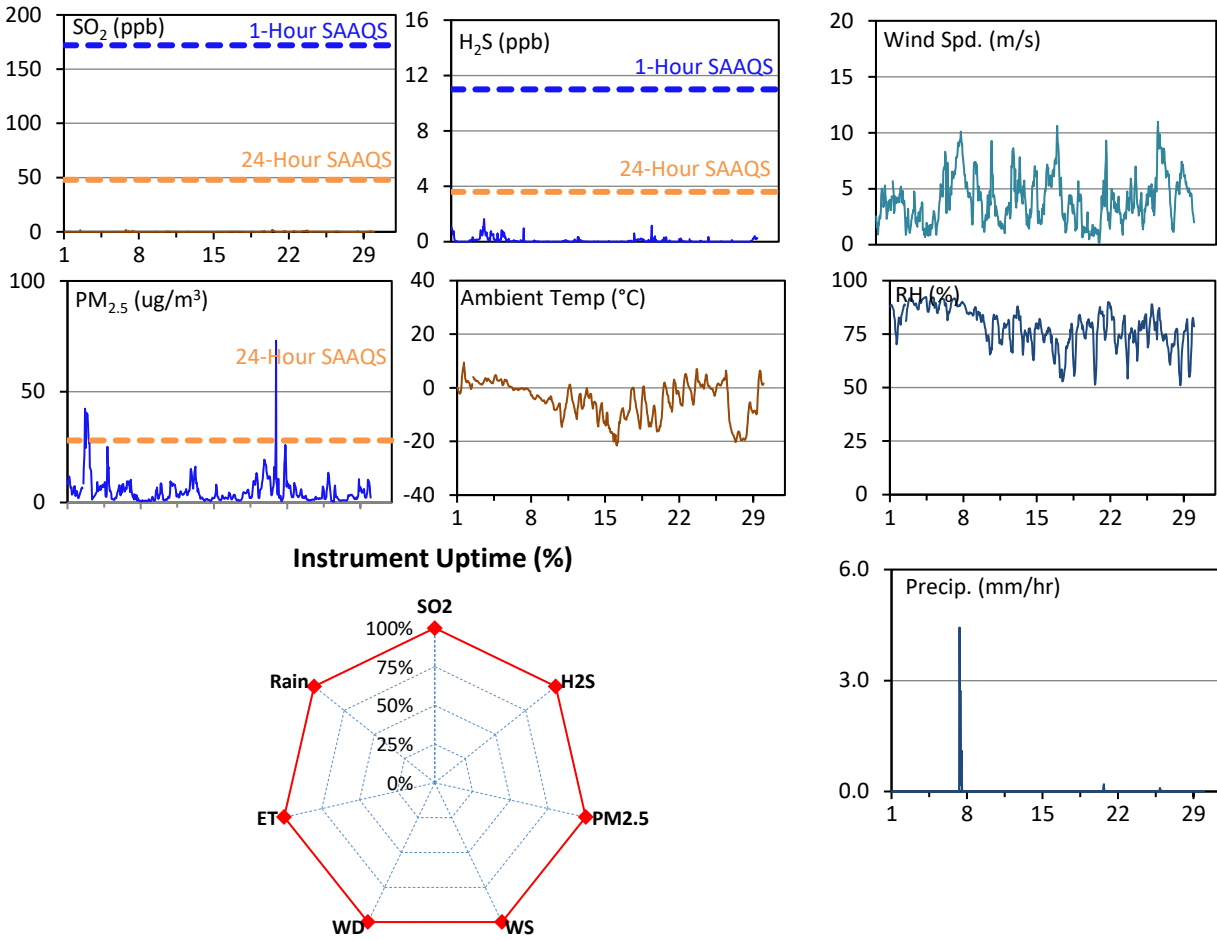 SO2 (ppb)
1-Hour SAAQS
24-Hour SAAQS
200
150
100
50
0
1 8 15 22 29
H2S (ppb)
1-Hour SAAQS
24-Hour SAAQS
16
12
8
4
0
Wind Spd. (m/s)
20
15
10
5
0
PM2.5 (ug/m³)
24-Hour SAAQS
100
50
0
Ambient Temp (°C)
40
20
0
-20
-40
1 8 15 22 29
RH (%)
100
75
50
25
0
1 8 15 22 29
Instrument Uptime (%)
SO2
100%
75%
50%
25%
0%
Rain
H2S
ET
PM2.5
WD
WS
Precip. (mm/hr)
6.0
3.0
0.0
1 8 15 22 29